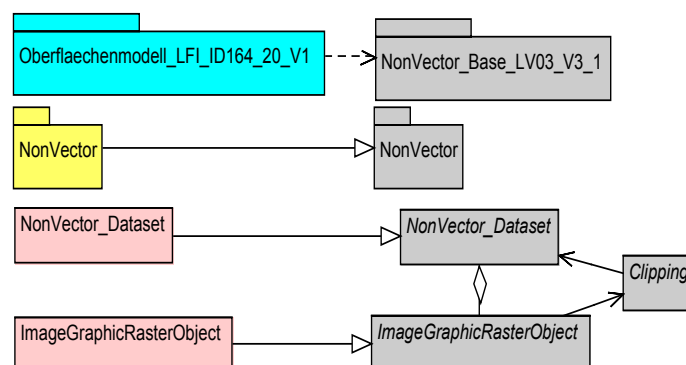 Oberflaechenmodell_LFI_ID164_20_V1
NonVector_Base_LV03_V3_1
NonVector
NonVector
NonVector_Dataset
NonVector_Dataset
Clipping
ImageGraphicRasterObject
ImageGraphicRasterObject